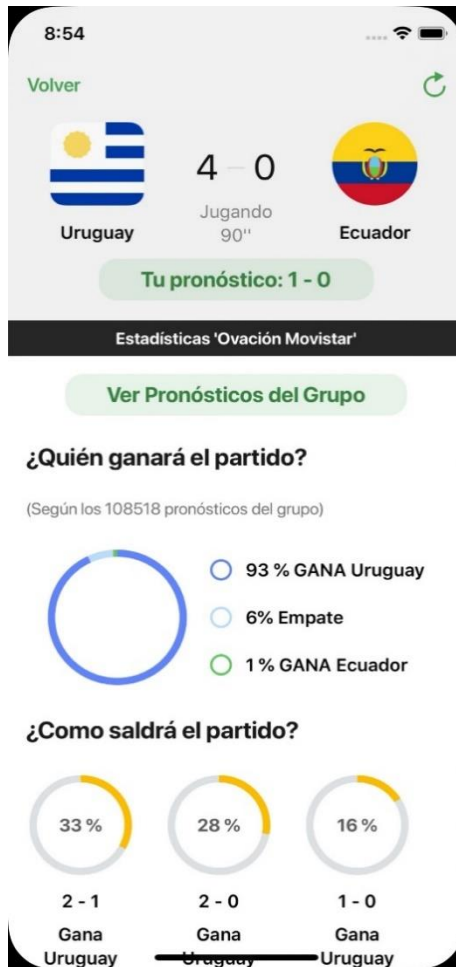 8:54
Volver
4 – 0
Jugando
90''
Uruguay
Ecuador
Tu pronóstico: 1 - 0
Estadísticas 'Ovación Movistar'
Ver Pronósticos del Grupo
¿Quién ganará el partido?
(Según los 108518 pronósticos del grupo)
93 % GANA Uruguay
6% Empate
1 % GANA Ecuador
¿Como saldrá el partido?
33 %
28 %
16 %
2 - 1
2 - 0
1 - 0
Gana
Uruguay
Gana
Uruguay
Gana
Uruguay